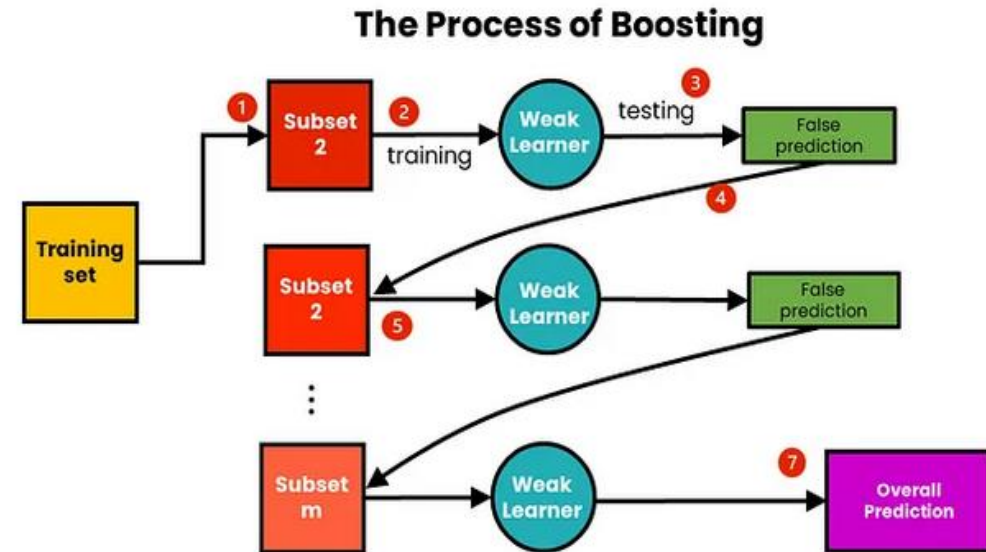 The Process of Boosting
1
Subset
2
2
training
Weak
Learner
3
testing
False
prediction
4
Training
set
Subset
2
5
Weak
Learner
False
prediction
Subset
m
Weak
Learner
7
Overall
Prediction